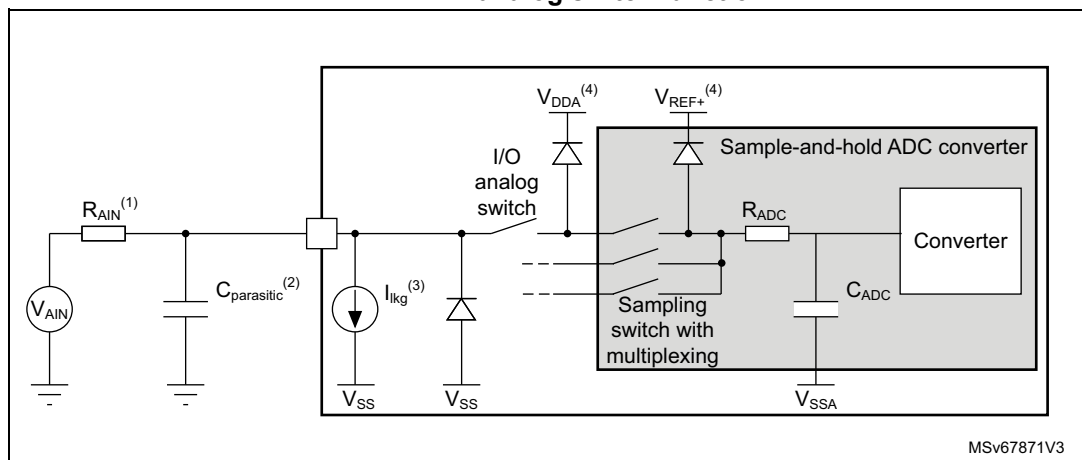 V_DDA(4)
V_REF+(4)
Sample-and-hold ADC converter
I/O
analog
switch
R_AIN(1)
R_ADC
Converter
C_parasitic(2)
I_lkg(3)
C_ADC
V_AIN
Sampling
switch with
multiplexing
V_SS
V_SS
V_SSA
MSv67871V3